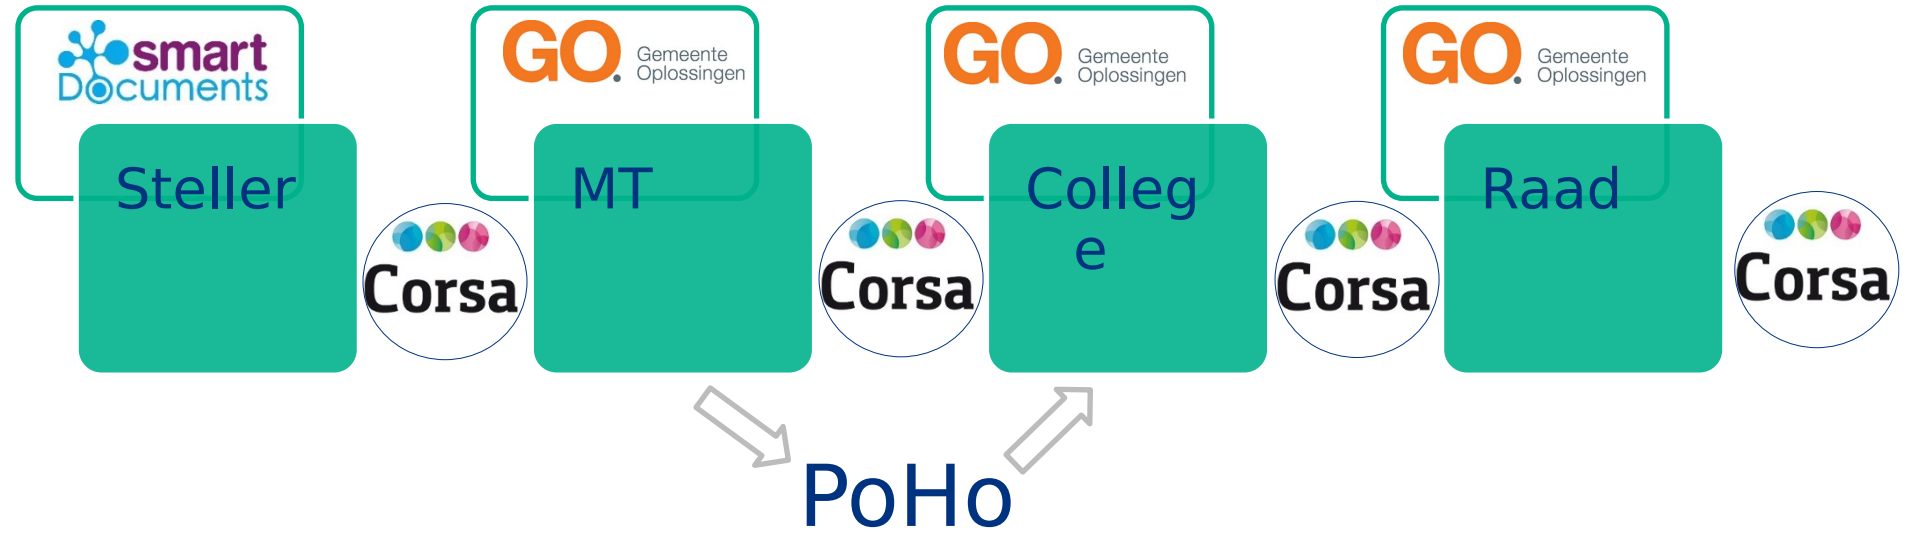 smart
Documents
Steller
Corsa
GO. Gemeente
Oplossingen
MT
Corsa
GO. Gemeente
Oplossingen
Colleg
e
Corsa
GO. Gemeente
Oplossingen
Raad
Corsa
PoHo